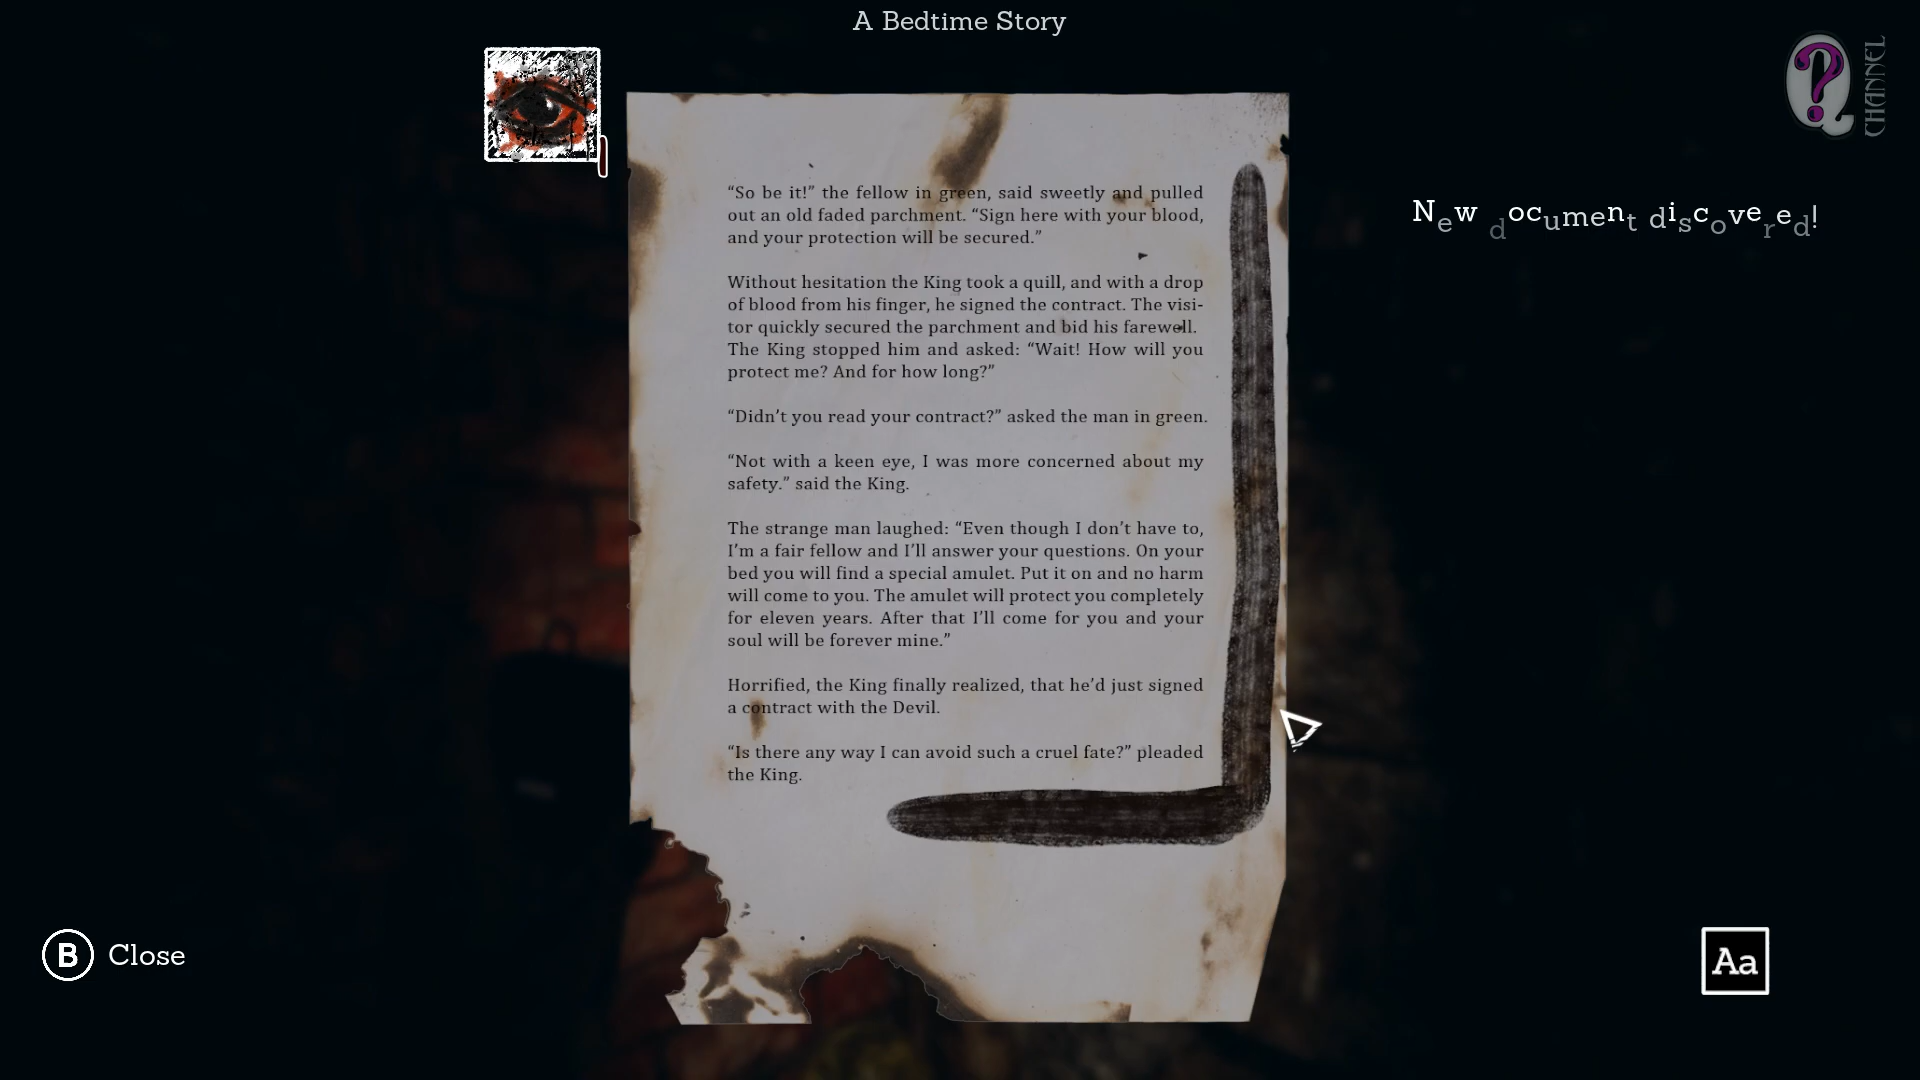 A Bedtime Story
CHANNEL
New document discovered!
“So be it!” the fellow in green, said sweetly and pulled
out an old faded parchment. “Sign here with your blood,
and your protection will be secured.”
Without hesitation the King took a quill, and with a drop
of blood from his finger, he signed the contract. The visi-
tor quickly secured the parchment and bid his farewell.
The King stopped him and asked: “Wait! How will you
protect me? And for how long?”
“Didn’t you read your contract?” asked the man in green.
“Not with a keen eye, I was more concerned about my
safety.” said the King.
The strange man laughed: “Even though I don’t have to,
I’m a fair fellow and I’ll answer your questions. On your
bed you will find a special amulet. Put it on and no harm
will come to you. The amulet will protect you completely
for eleven years. After that I’ll come for you and your
soul will be forever mine.”
Horrified, the King finally realized, that he’d just signed
a contract with the Devil.
“Is there any way I can avoid such a cruel fate?” pleaded
the King.
B Close
Aa